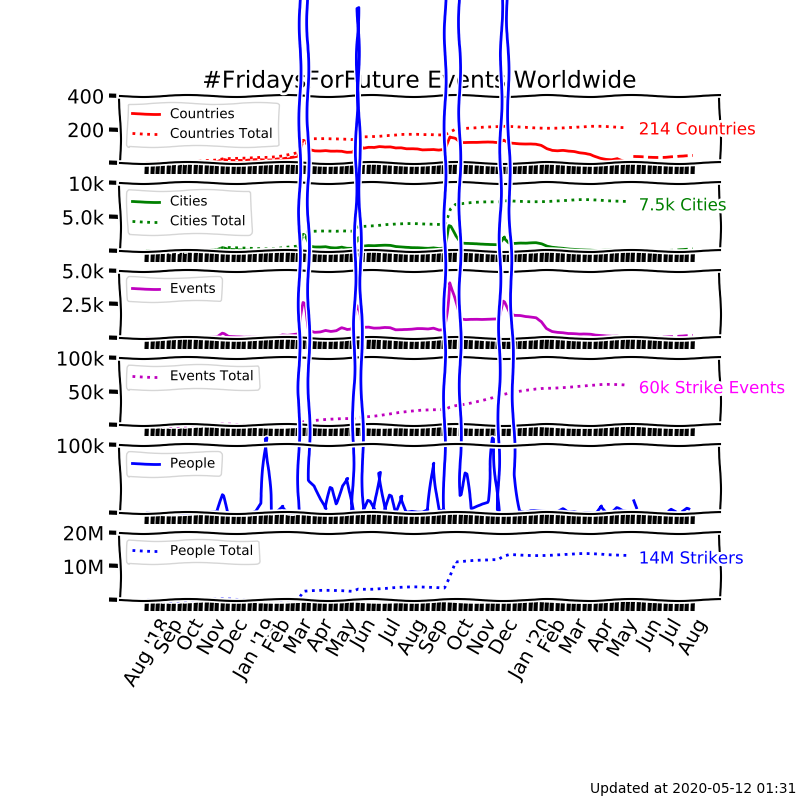 #FridaysForFuture Events Worldwide
400
200
Countries
Countries Total
214 Countries
10k
5.0k
Cities
Cities Total
7.5k Cities
5.0k
2.5k
Events
100k
50k
Events Total
60k Strike Events
100k
People
20M
10M
People Total
14M Strikers
Aug '18 Sep Oct Nov Dec Jan '19 Feb Mar Apr May Jun Jul Aug Sep Oct Nov Dec Jan '20 Feb Mar Apr May Jun Jul Aug
Updated at 2020-05-12 01:31